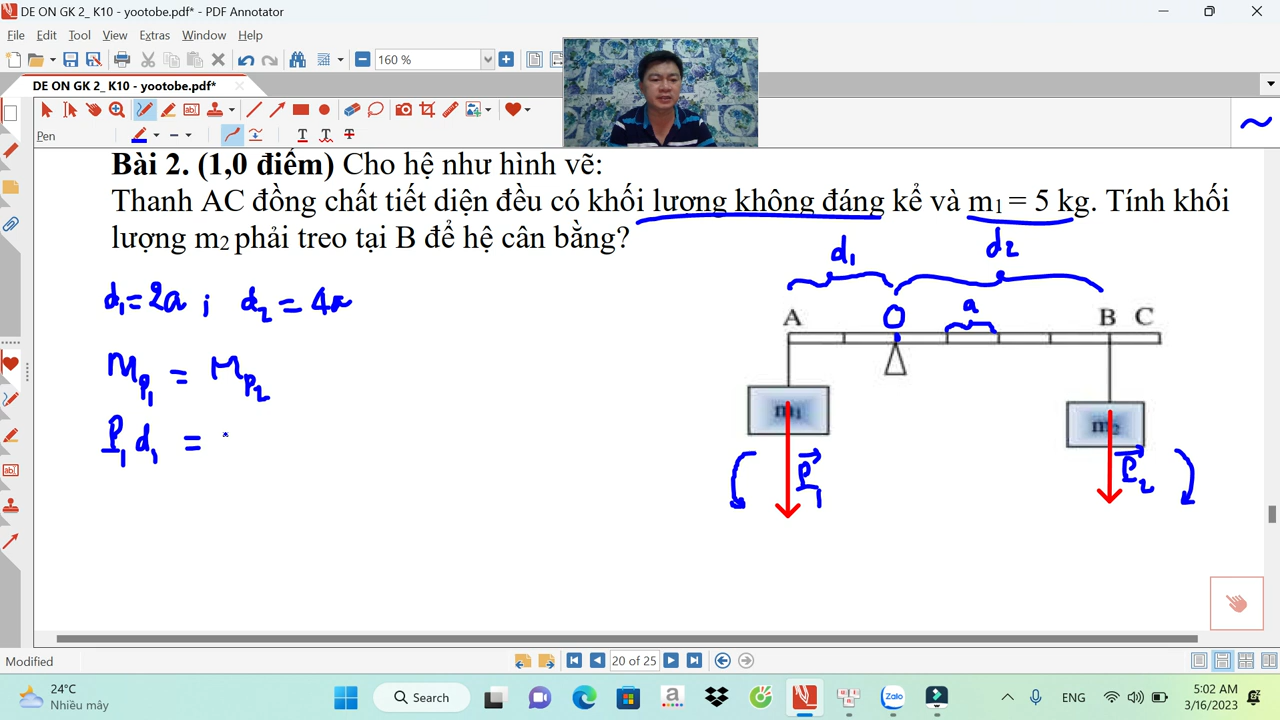 DE ON GK 2_ K10 - yootobe.pdf* - PDF Annotator
File Edit Tool View Extras Window Help
160 %
DE ON GK 2_ K10 - yootobe.pdf*
Pen
Bài 2. (1,0 điểm) Cho hệ như hình vẽ:
Thanh AC đồng chất tiết diện đều có khối lượng không đáng kể và m1 = 5 kg. Tính khối
lượng m2 phải treo tại B để hệ cân bằng?
d1 d2
d1 = 2a ; d2 = 4a
A O a B C
MP1 = MP2
m1 m2
P1 d1 =
P1 P2
Modified
20 of 25
24°C
Nhiều mây
Search
a
Zalo
ENG
5:02 AM
3/16/2023